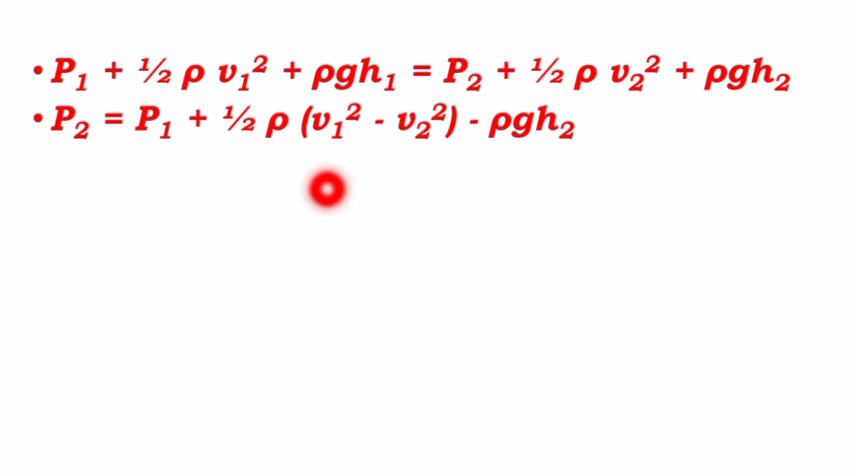 • P₁ + ½ ρ v₁² + ρgh₁ = P₂ + ½ ρ v₂² + ρgh₂
• P₂ = P₁ + ½ ρ (v₁² - v₂²) - ρgh₂